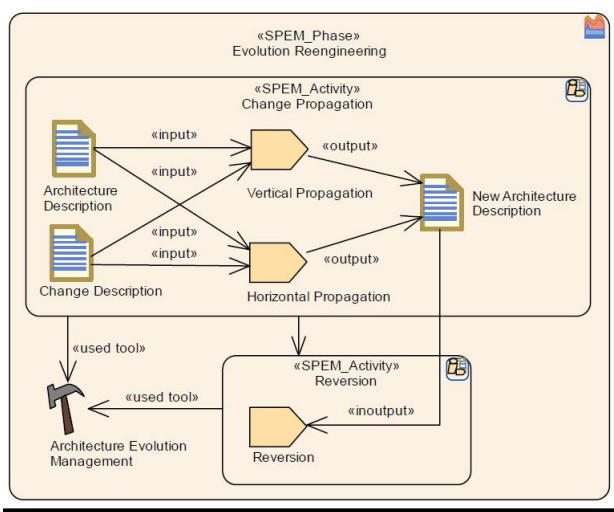 «SPEM_Phase»
Evolution Reengineering
«SPEM_Activity»
Change Propagation
«input»
«output»
«input»
Architecture
Description
Vertical Propagation
New Architecture
Description
«input»
«input»
«output»
Change Description
Horizontal Propagation
«used tool»
«SPEM_Activity»
Reversion
«used tool»
«inoutput»
Architecture Evolution
Management
Reversion